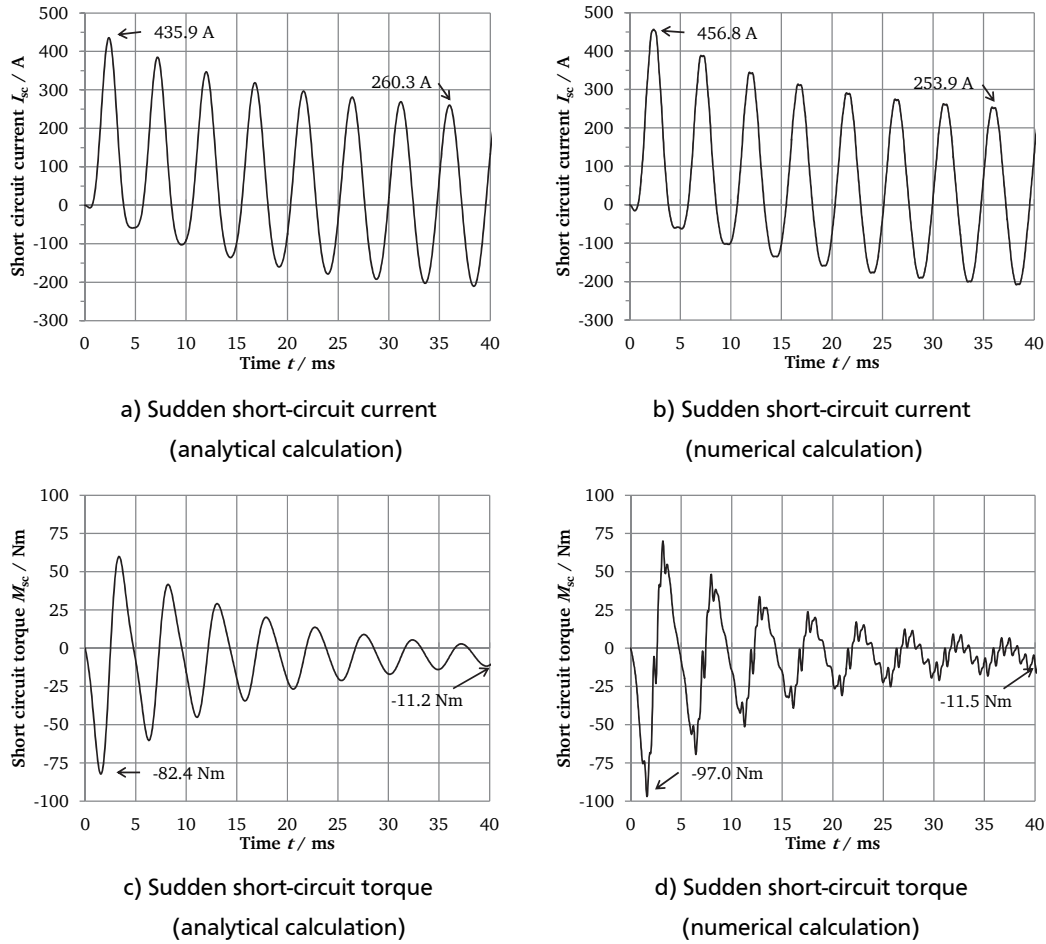 500
400
300
200
100
0
-100
-200
-300
Short circuit current Isc / A
435.9 A
260.3 A
0 5 10 15 20 25 30 35 40
Time t / ms
a) Sudden short-circuit current
(analytical calculation)
500
400
300
200
100
0
-100
-200
-300
Short circuit current Isc / A
456.8 A
253.9 A
0 5 10 15 20 25 30 35 40
Time t / ms
b) Sudden short-circuit current
(numerical calculation)
100
75
50
25
0
-25
-50
-75
-100
Short circuit torque Msc / Nm
-11.2 Nm
-82.4 Nm
0 5 10 15 20 25 30 35 40
Time t / ms
c) Sudden short-circuit torque
(analytical calculation)
100
75
50
25
0
-25
-50
-75
-100
Short circuit torque Msc / Nm
-11.5 Nm
-97.0 Nm
0 5 10 15 20 25 30 35 40
Time t / ms
d) Sudden short-circuit torque
(numerical calculation)